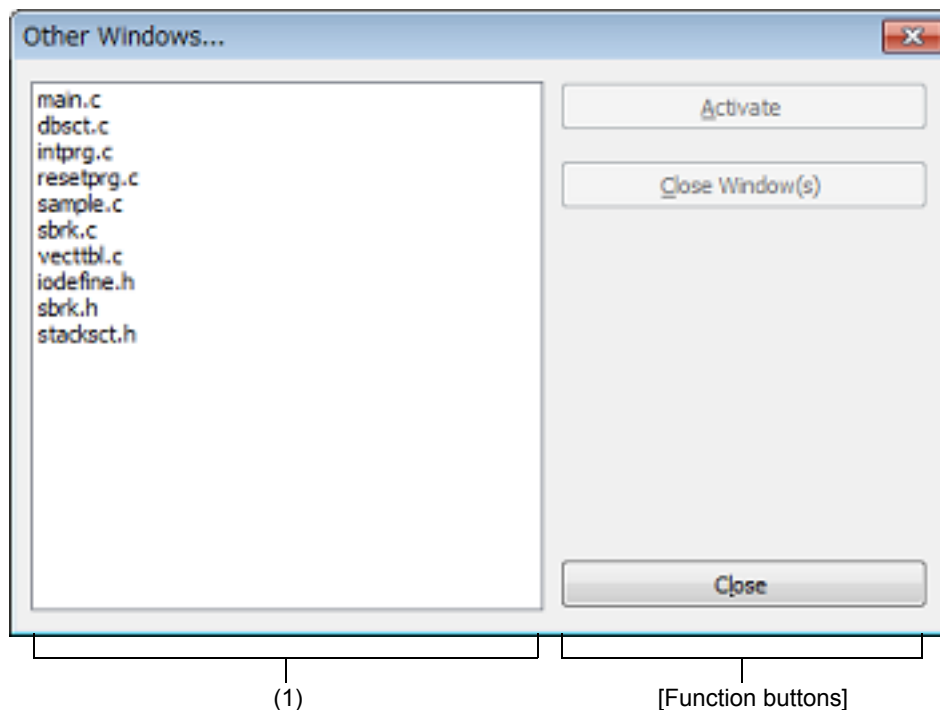 Other Windows...
main.c
dbsct.c
intprg.c
resetprg.c
sample.c
sbrk.c
vecttbl.c
iodefine.h
sbrk.h
stacksct.h
Activate
Close Window(s)
Close
(1)
[Function buttons]